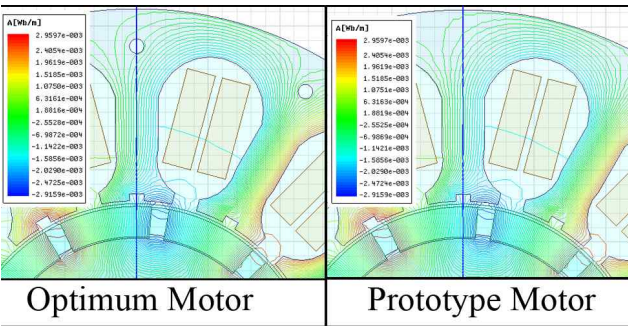 A[Wb/m]
2.9597e-003
2.4054e-003
1.9619e-003
1.5185e-003
1.0750e-003
6.3161e-004
1.8816e-004
-2.5528e-004
-6.9872e-004
-1.1422e-003
-1.5856e-003
-2.0290e-003
-2.4725e-003
-2.9159e-003
A[Wb/m]
2.9597e-003
2.4054e-003
1.9619e-003
1.5185e-003
1.0751e-003
6.3163e-004
1.8819e-004
-2.5525e-004
-6.9869e-004
-1.1421e-003
-1.5856e-003
-2.0290e-003
-2.4724e-003
-2.9159e-003
Optimum Motor
Prototype Motor